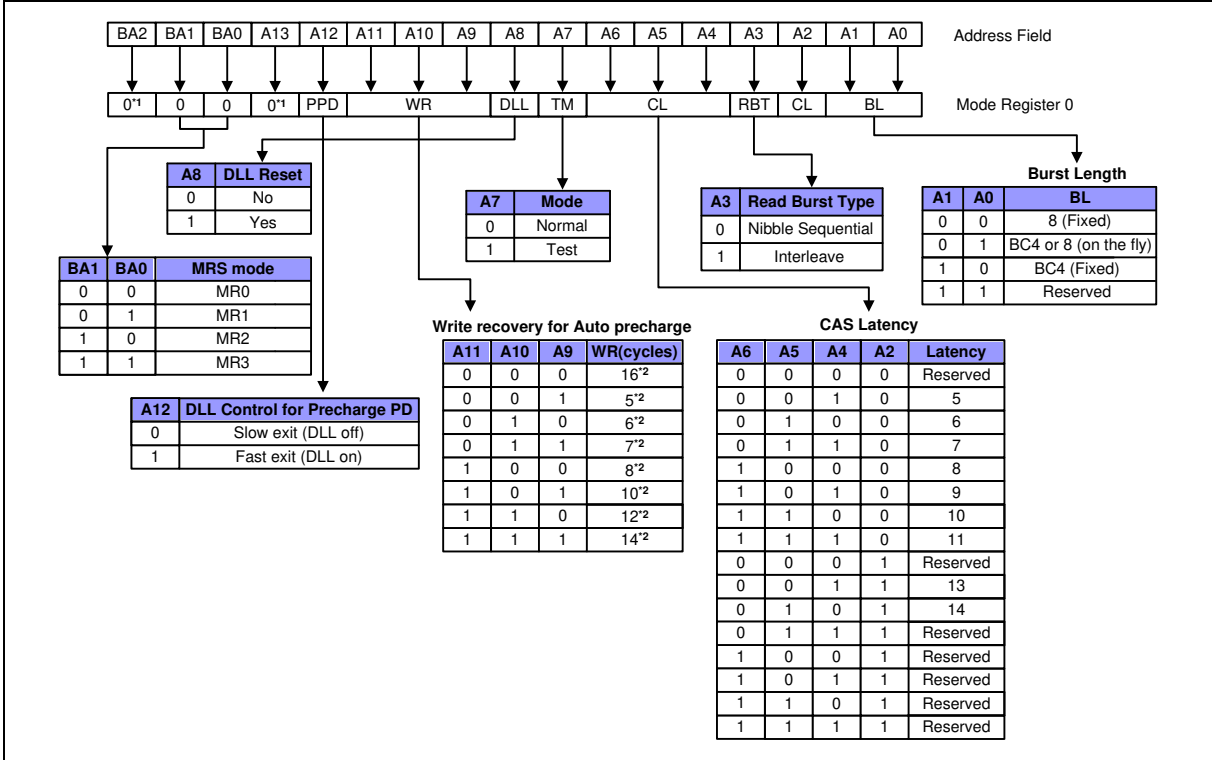 BA2 BA1 BA0 A13 A12 A11 A10 A9 A8 A7 A6 A5 A4 A3 A2 A1 A0 Address Field
0*1 0 0 0*1 PPD WR DLL TM CL RBT CL BL Mode Register 0
A8 DLL Reset
0 No
1 Yes
A7 Mode
0 Normal
1 Test
A3 Read Burst Type
0 Nibble Sequential
1 Interleave
Burst Length
A1 A0 BL
0 0 8 (Fixed)
0 1 BC4 or 8 (on the fly)
1 0 BC4 (Fixed)
1 1 Reserved
BA1 BA0 MRS mode
0 0 MR0
0 1 MR1
1 0 MR2
1 1 MR3
A12 DLL Control for Precharge PD
0 Slow exit (DLL off)
1 Fast exit (DLL on)
Write recovery for Auto precharge
A11 A10 A9 WR(cycles)
0 0 0 16*2
0 0 1 5*2
0 1 0 6*2
0 1 1 7*2
1 0 0 8*2
1 0 1 10*2
1 1 0 12*2
1 1 1 14*2
CAS Latency
A6 A5 A4 A2 Latency
0 0 0 0 Reserved
0 0 1 0 5
0 1 0 0 6
0 1 1 0 7
1 0 0 0 8
1 0 1 0 9
1 1 0 0 10
1 1 1 0 11
0 0 0 1 Reserved
0 0 1 1 13
0 1 0 1 14
0 1 1 1 Reserved
1 0 0 1 Reserved
1 0 1 1 Reserved
1 1 0 1 Reserved
1 1 1 1 Reserved